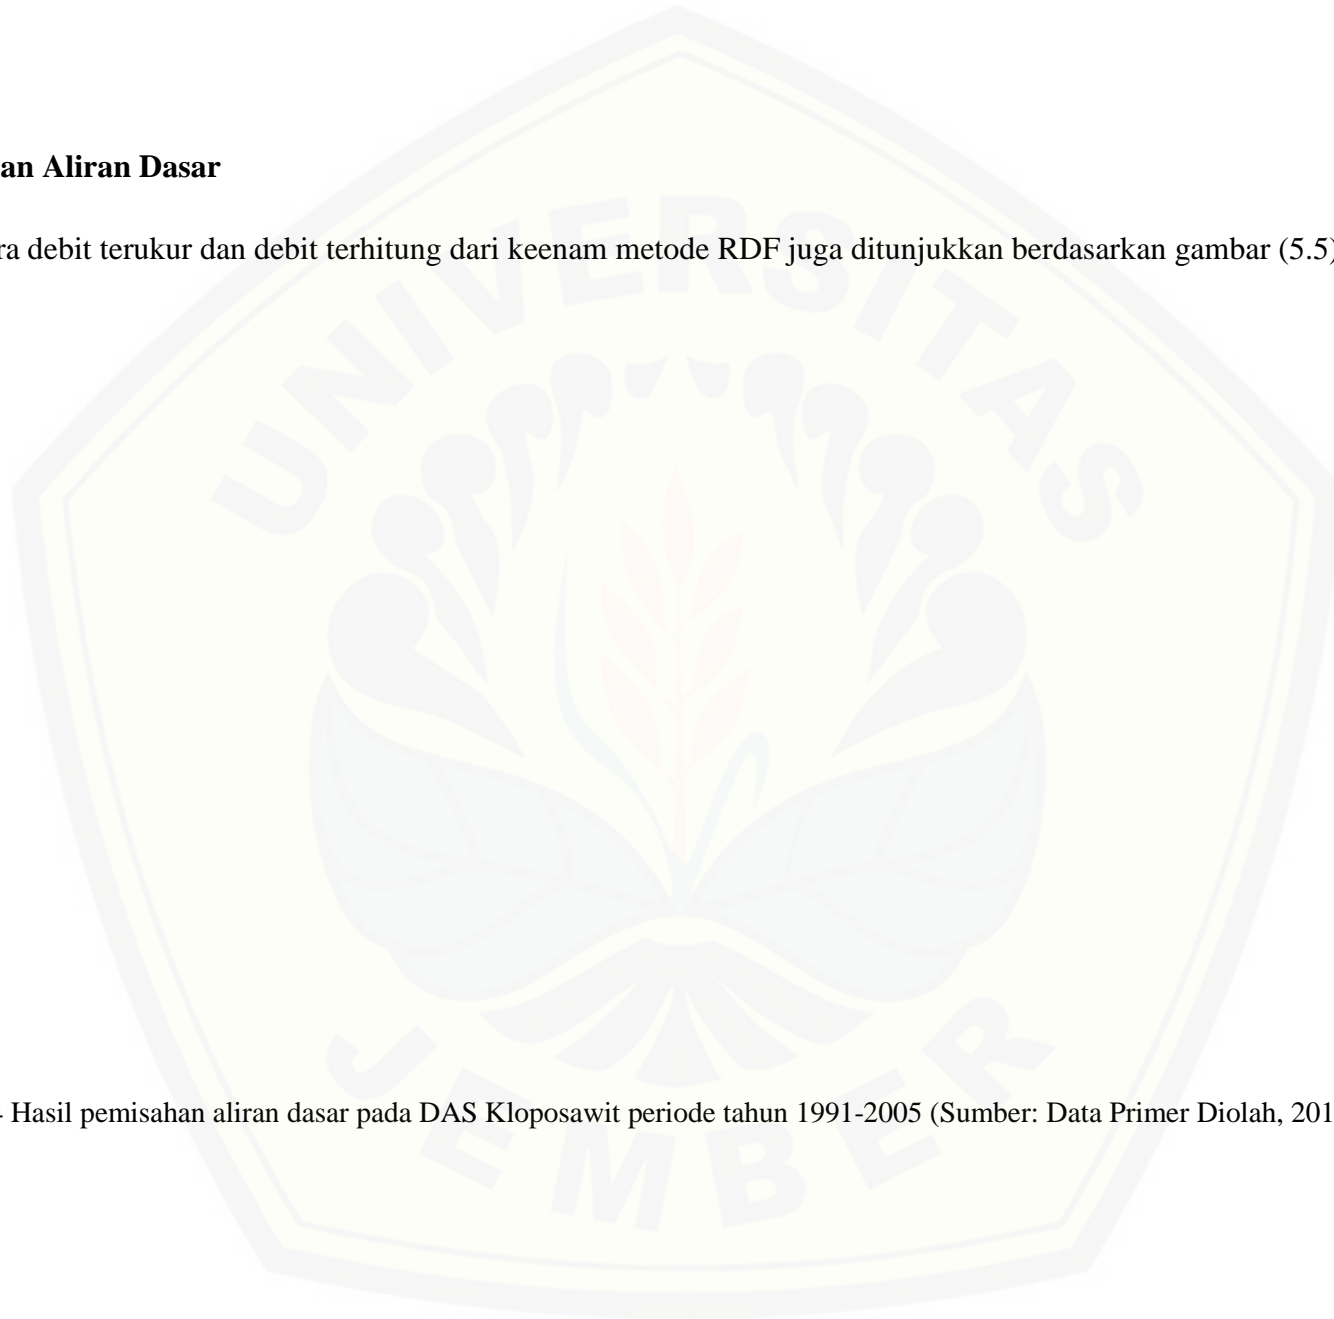 an Aliran Dasar
ra debit terukur dan debit terhitung dari keenam metode RDF juga ditunjukkan berdasarkan gambar (5.5)
UNIVERSITAS
- Hasil pemisahan aliran dasar pada DAS Kloposawit periode tahun 1991-2005 (Sumber: Data Primer Diolah, 201
JEMBER